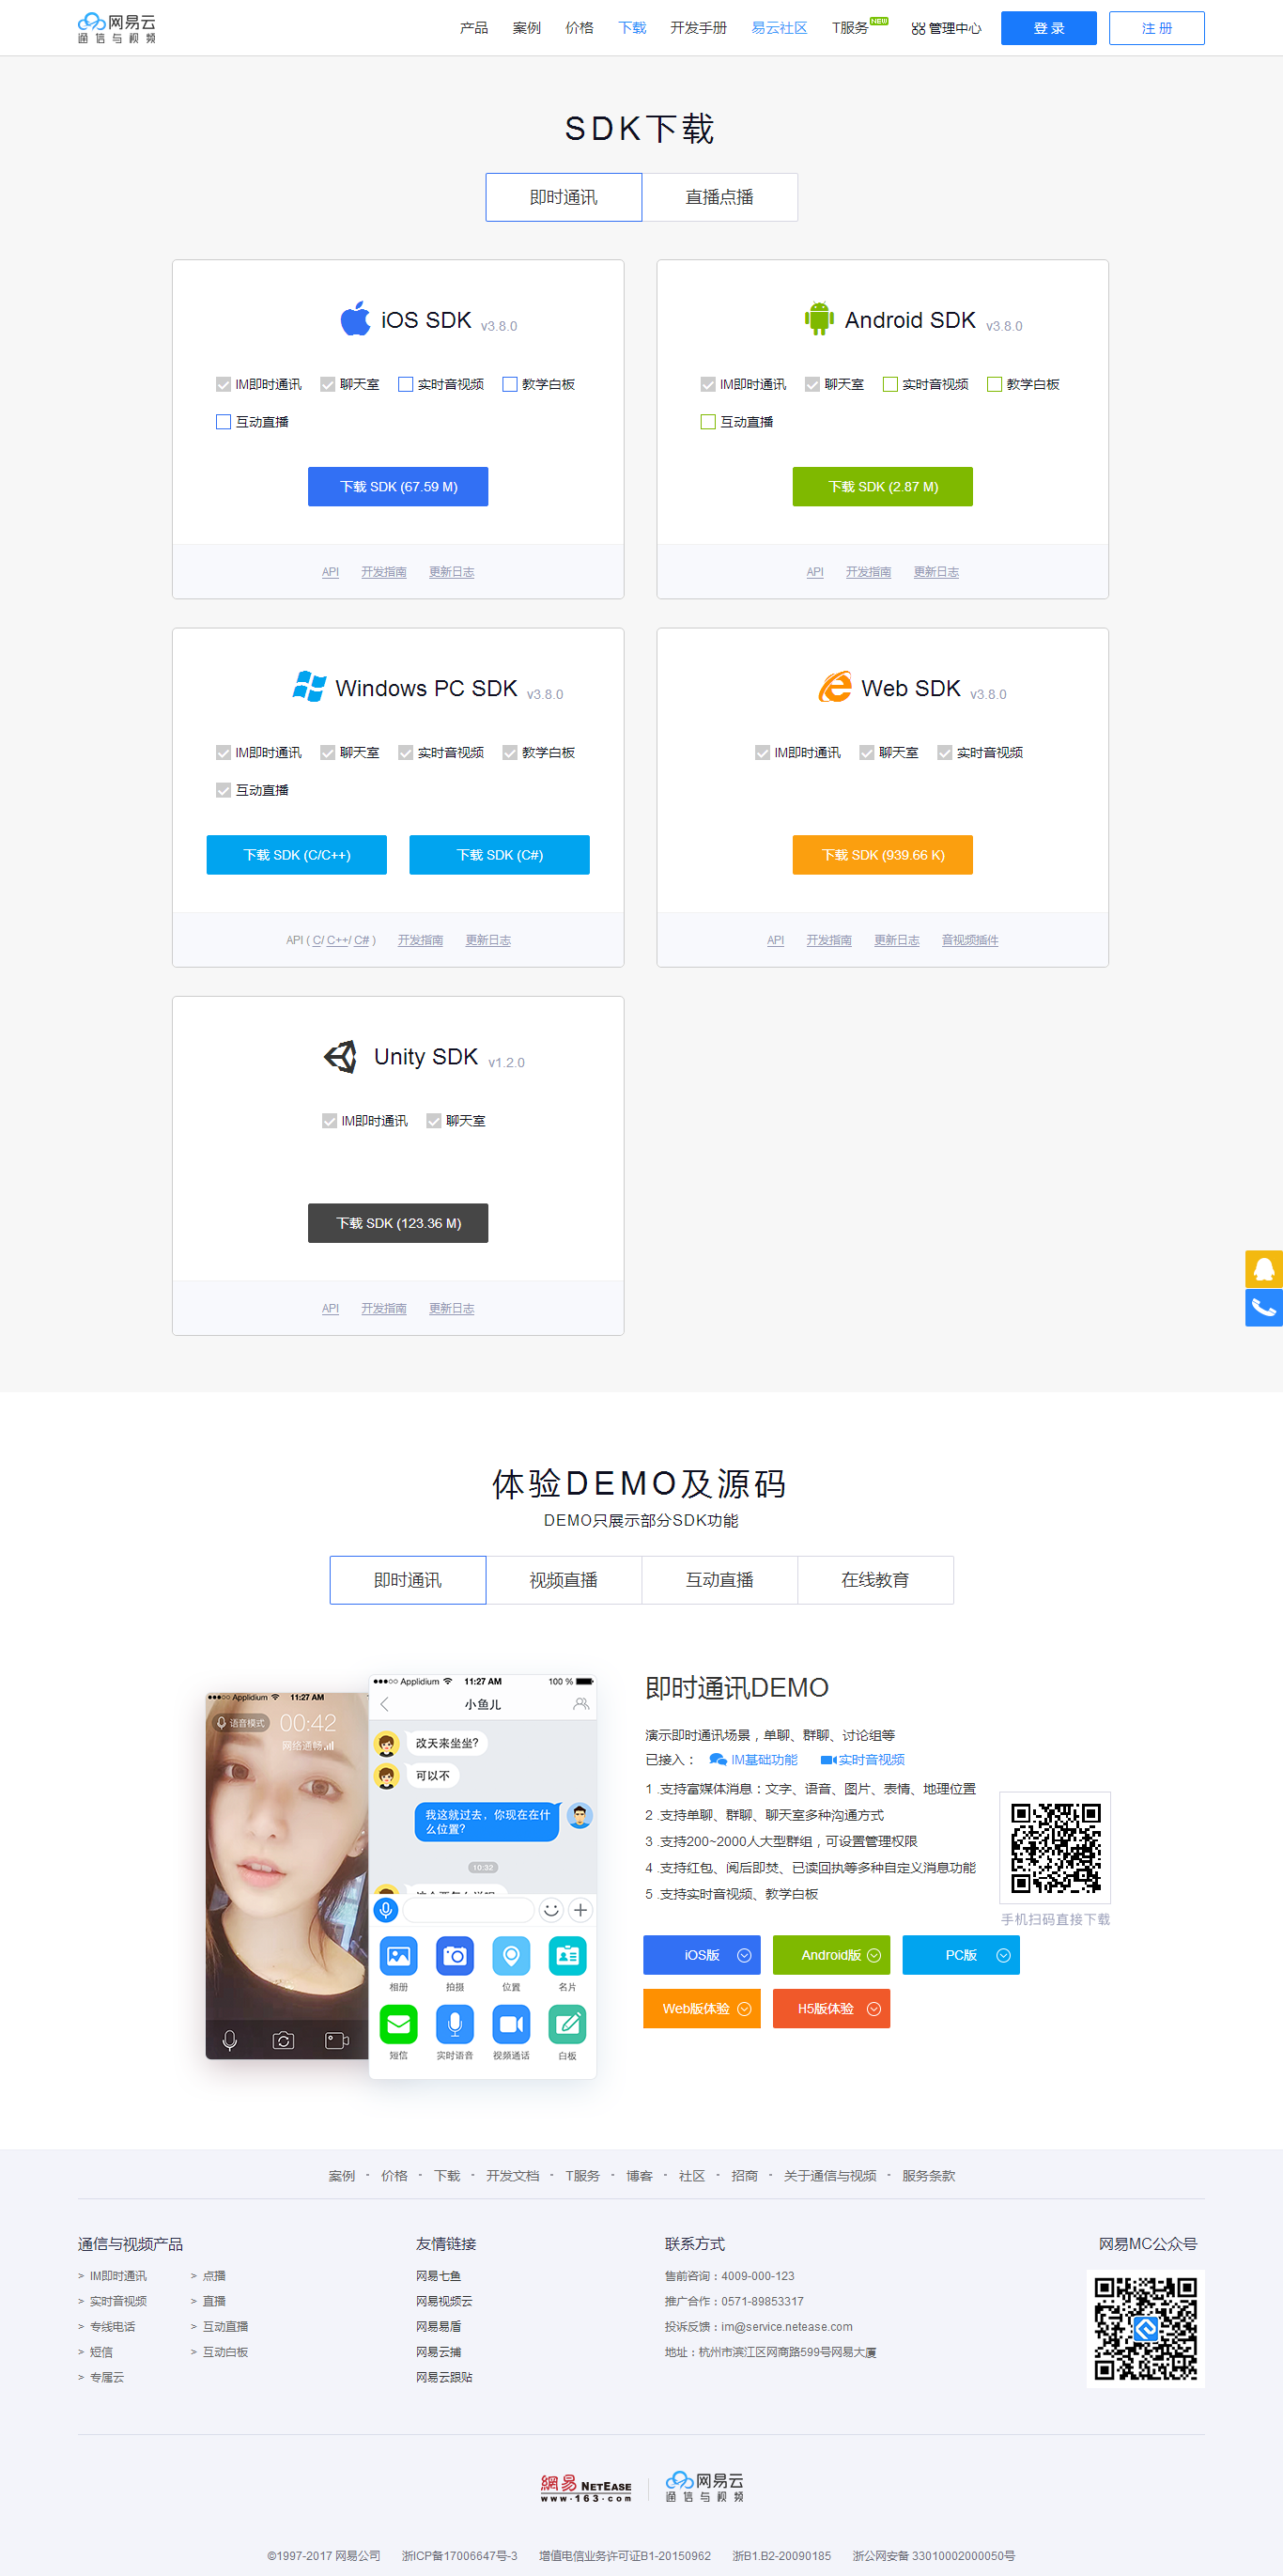 网易云
通信与视频
产品 案例 价格 下载 开发手册 易云社区 T服务 NEW 管理中心 登 录 注 册
SDK下载
即时通讯 直播点播
iOS SDK v3.8.0
IM即时通讯 聊天室 实时音视频 教学白板
互动直播
下载 SDK (67.59 M)
API 开发指南 更新日志
Android SDK v3.8.0
IM即时通讯 聊天室 实时音视频 教学白板
互动直播
下载 SDK (2.87 M)
API 开发指南 更新日志
Windows PC SDK v3.8.0
IM即时通讯 聊天室 实时音视频 教学白板
互动直播
下载 SDK (C/C++) 下载 SDK (C#)
API ( C/ C++/ C# ) 开发指南 更新日志
Web SDK v3.8.0
IM即时通讯 聊天室 实时音视频
下载 SDK (939.66 K)
API 开发指南 更新日志 音视频插件
Unity SDK v1.2.0
IM即时通讯 聊天室
下载 SDK (123.36 M)
API 开发指南 更新日志
体验DEMO及源码
DEMO只展示部分SDK功能
即时通讯 视频直播 互动直播 在线教育
Applidium 11:27 AM
语音模式 00:42
网络通畅
Applidium 11:27 AM 100 %
小鱼儿
改天来坐坐?
可以不
我这就过去，你现在在什
么位置?
10:32
相册 拍摄 位置 名片
短信 实时语音 视频通话 白板
即时通讯DEMO
演示即时通讯场景，单聊、群聊、讨论组等
已接入： IM基础功能 实时音视频
1 .支持富媒体消息：文字、语音、图片、表情、地理位置
2 .支持单聊、群聊、聊天室多种沟通方式
3 .支持200~2000人大型群组，可设置管理权限
4 .支持红包、阅后即焚、已读回执等多种自定义消息功能
5 .支持实时音视频、教学白板
手机扫码直接下载
iOS版 Android版 PC版
Web版体验 H5版体验
案例 · 价格 · 下载 · 开发文档 · T服务 · 博客 · 社区 · 招商 · 关于通信与视频 · 服务条款
通信与视频产品
> IM即时通讯 > 点播
> 实时音视频 > 直播
> 专线电话 > 互动直播
> 短信 > 互动白板
> 专属云
友情链接
网易七鱼
网易视频云
网易易盾
网易云捕
网易云跟贴
联系方式
售前咨询：4009-000-123
推广合作：0571-89853317
投诉反馈：im@service.netease.com
地址：杭州市滨江区网商路599号网易大厦
网易MC公众号
網易 NETEASE
www.163.com
网易云
通信与视频
©1997-2017 网易公司 浙ICP备17006647号-3 增值电信业务许可证B1-20150962 浙B1.B2-20090185 浙公网安备 33010002000050号